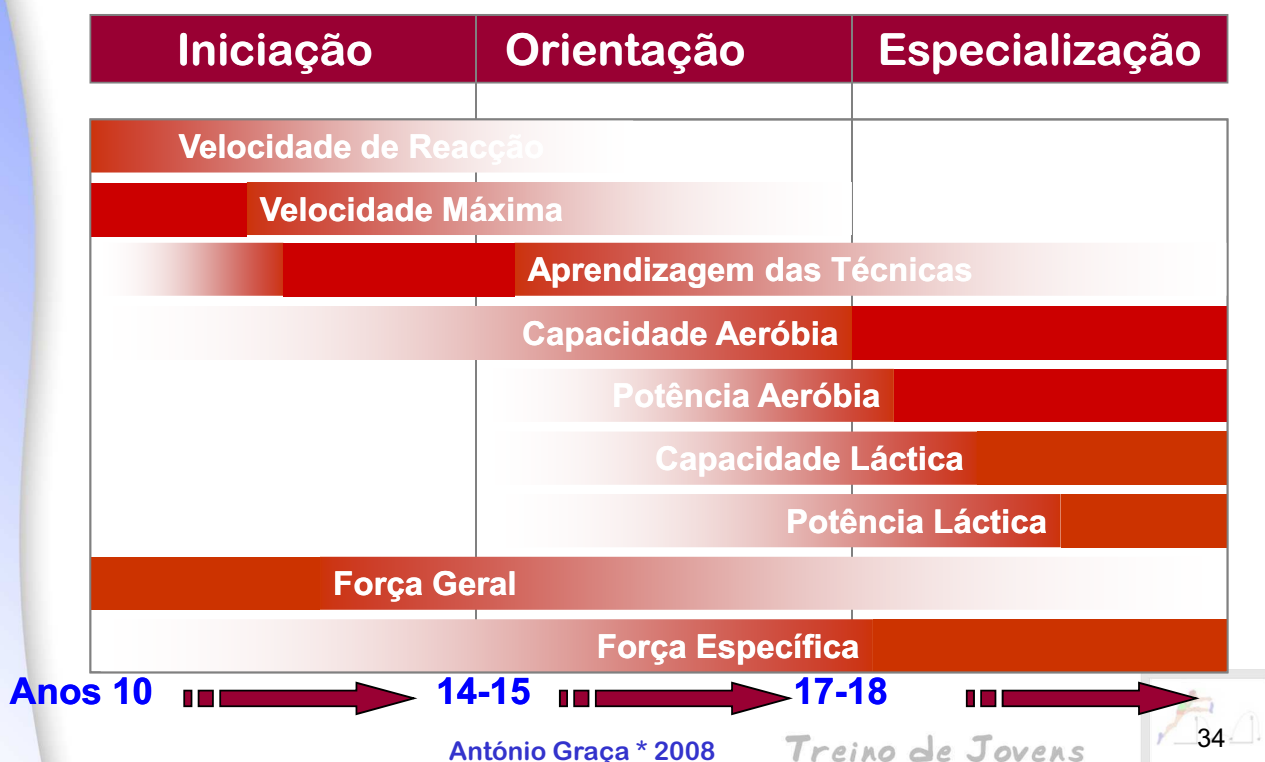 Iniciação Orientação Especialização
Velocidade de Reacção
Velocidade Máxima
Aprendizagem das Técnicas
Capacidade Aeróbia
Potência Aeróbia
Capacidade Láctica
Potência Láctica
Força Geral
Força Específica
Anos 10 14-15 17-18
António Graça * 2008 Treino de Jovens 34